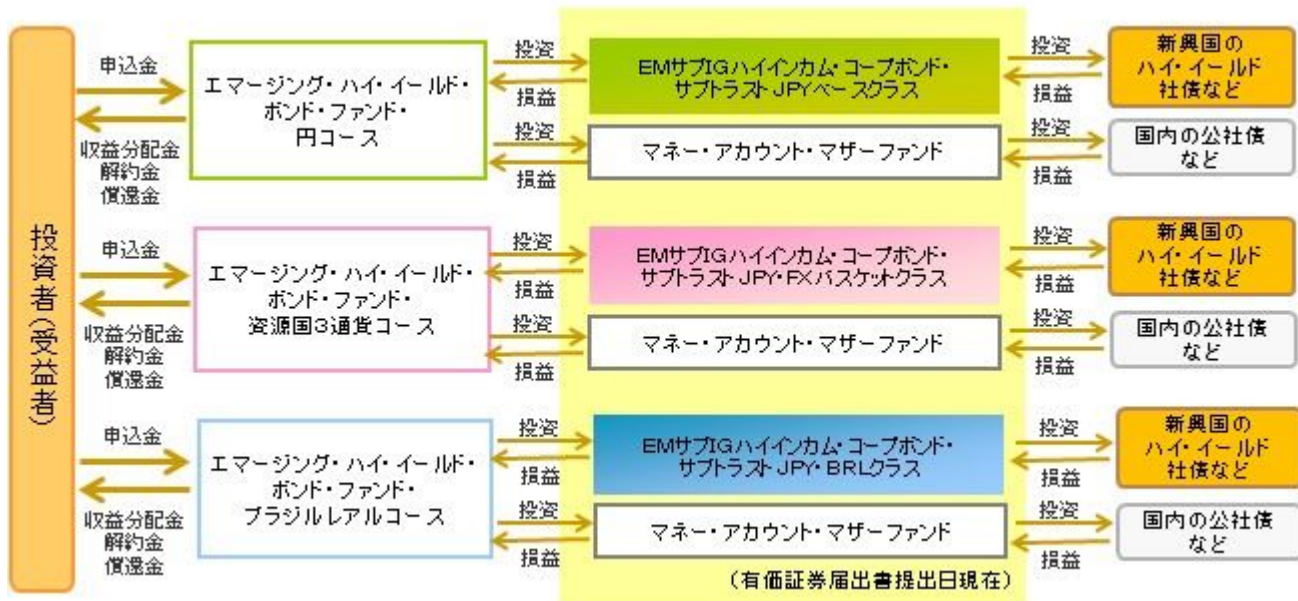 投資者(受益者)
申込金
収益分配金
解約金
償還金
エマージング・ハイ・イールド・
ボンド・ファンド・
円コース
投資
損益
投資
損益
EMサブIGハイインカム・コープボンド・
サブトラストJPYベースクラス
マネー・アカウント・マザーファンド
投資
損益
投資
損益
新興国の
ハイ・イールド
社債など
国内の公社債
など
申込金
収益分配金
解約金
償還金
エマージング・ハイ・イールド・
ボンド・ファンド・
資源国3通貨コース
投資
損益
投資
損益
EMサブIGハイインカム・コープボンド・
サブトラストJPY・FXバスケットクラス
マネー・アカウント・マザーファンド
投資
損益
投資
損益
新興国の
ハイ・イールド
社債など
国内の公社債
など
申込金
収益分配金
解約金
償還金
エマージング・ハイ・イールド・
ボンド・ファンド・
ブラジルレアルコース
投資
損益
投資
損益
EMサブIGハイインカム・コープボンド・
サブトラストJPY・BRLクラス
マネー・アカウント・マザーファンド
投資
損益
投資
損益
新興国の
ハイ・イールド
社債など
国内の公社債
など
(有価証券届出書提出日現在)